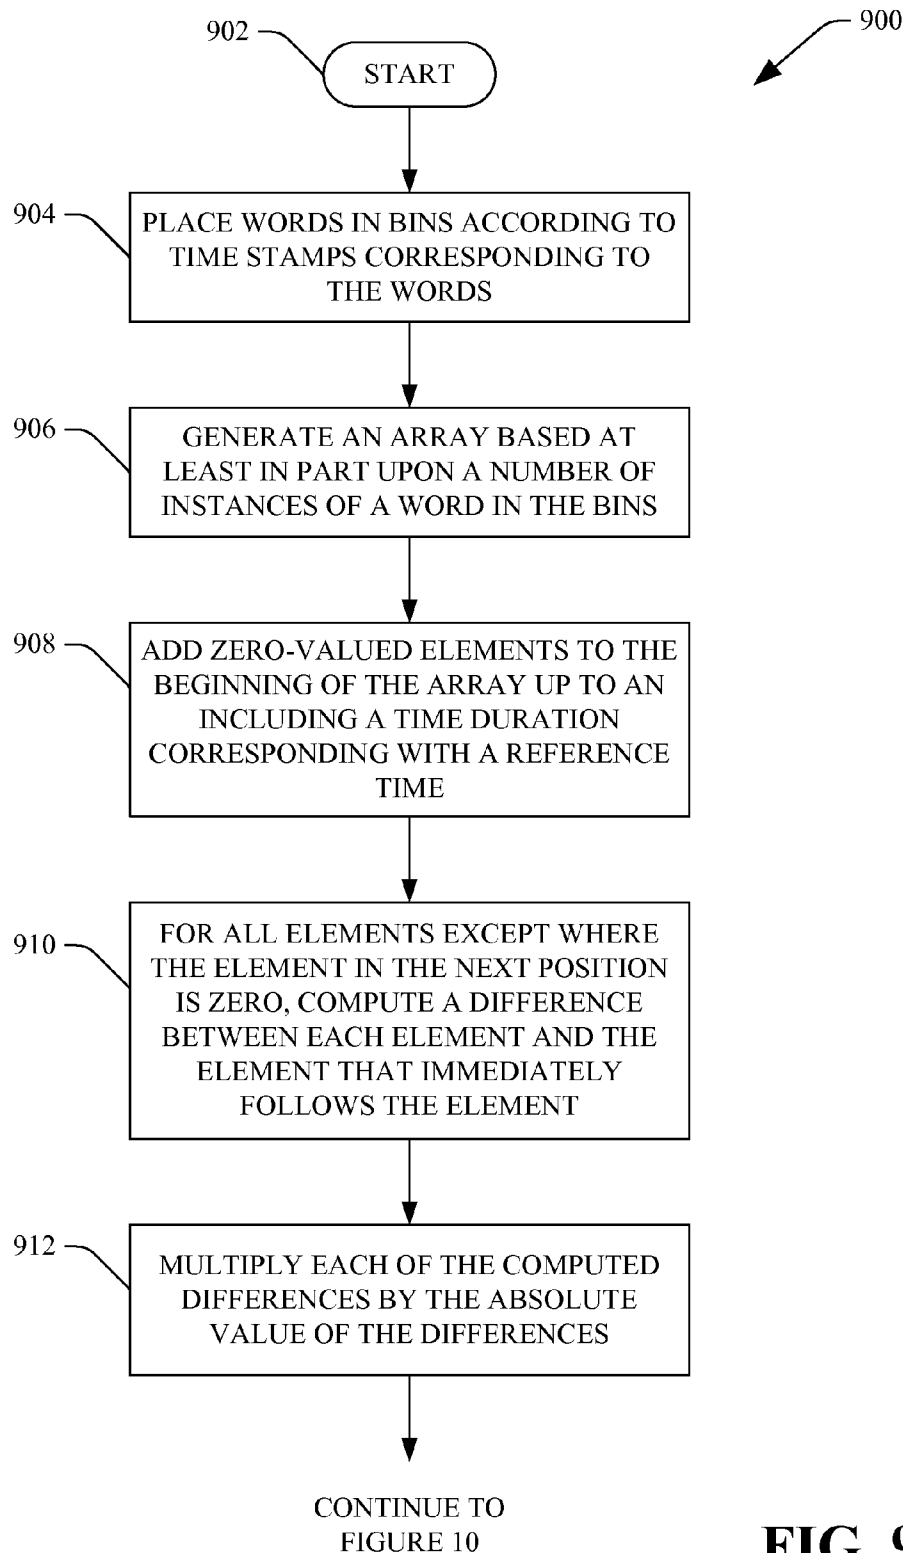 900
902
START
904
PLACE WORDS IN BINS ACCORDING TO
TIME STAMPS CORRESPONDING TO
THE WORDS
906
GENERATE AN ARRAY BASED AT
LEAST IN PART UPON A NUMBER OF
INSTANCES OF A WORD IN THE BINS
908
ADD ZERO-VALUED ELEMENTS TO THE
BEGINNING OF THE ARRAY UP TO AN
INCLUDING A TIME DURATION
CORRESPONDING WITH A REFERENCE
TIME
910
FOR ALL ELEMENTS EXCEPT WHERE
THE ELEMENT IN THE NEXT POSITION
IS ZERO, COMPUTE A DIFFERENCE
BETWEEN EACH ELEMENT AND THE
ELEMENT THAT IMMEDIATELY
FOLLOWS THE ELEMENT
912
MULTIPLY EACH OF THE COMPUTED
DIFFERENCES BY THE ABSOLUTE
VALUE OF THE DIFFERENCES
CONTINUE TO
FIGURE 10
FIG.